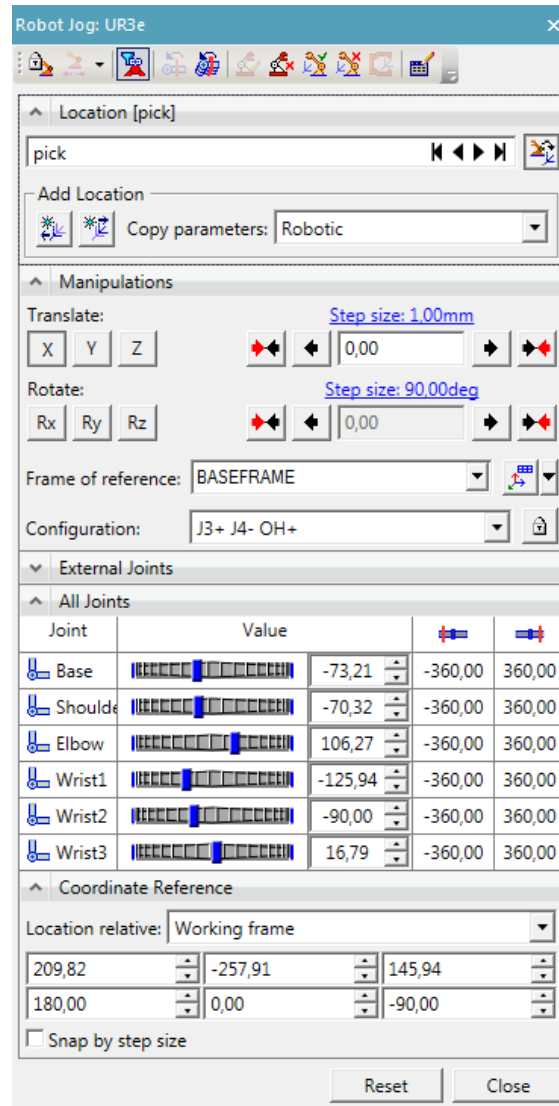 Robot Jog: UR3e
Location [pick]
pick
Add Location
Copy parameters: Robotic
Manipulations
Translate: Step size: 1,00mm
X Y Z 0,00
Rotate: Step size: 90,00deg
Rx Ry Rz 0,00
Frame of reference: BASEFRAME
Configuration: J3+ J4- OH+
External Joints
All Joints
Joint Value
Base -73,21 -360,00 360,00
Shoulde -70,32 -360,00 360,00
Elbow 106,27 -360,00 360,00
Wrist1 -125,94 -360,00 360,00
Wrist2 -90,00 -360,00 360,00
Wrist3 16,79 -360,00 360,00
Coordinate Reference
Location relative: Working frame
209,82 -257,91 145,94
180,00 0,00 -90,00
Snap by step size
Reset Close